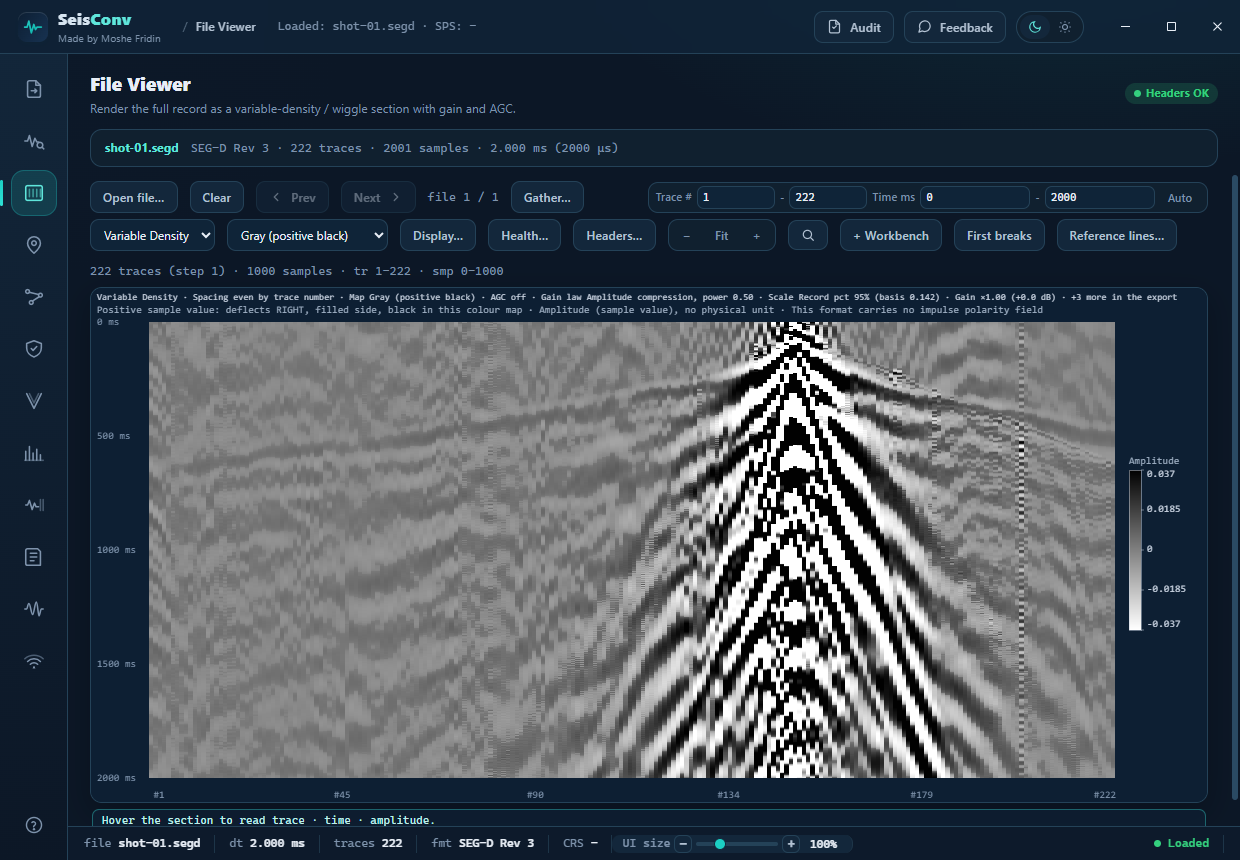 SeisConv
Made by Moshe Fridin
/ File Viewer
Loaded: shot-01.segd · SPS: -
Audit
Feedback
File Viewer
Render the full record as a variable-density / wiggle section with gain and AGC.
Headers OK
shot-01.segd SEG-D Rev 3 · 222 traces · 2001 samples · 2.000 ms (2000 µs)
Open file...
Clear
Prev
Next
file 1 / 1
Gather...
Trace # 1 - 222 Time ms 0 - 2000 Auto
Variable Density
Gray (positive black)
Display...
Health...
Headers...
- Fit +
+ Workbench
First breaks
Reference lines...
222 traces (step 1) · 1000 samples · tr 1-222 · smp 0-1000
Variable Density · Spacing even by trace number · Map Gray (positive black) · AGC off · Gain law Amplitude compression, power 0.50 · Scale Record pct 95% (basis 0.142) · Gain ×1.00 (+0.0 dB) · +3 more in the export
Positive sample value: deflects RIGHT, filled side, black in this colour map · Amplitude (sample value), no physical unit · This format carries no impulse polarity field
0 ms
500 ms
1000 ms
1500 ms
2000 ms
#1
#45
#90
#134
#179
#222
Amplitude
0.037
0.0185
0
-0.0185
-0.037
Hover the section to read trace · time · amplitude.
file shot-01.segd
dt 2.000 ms
traces 222
fmt SEG-D Rev 3
CRS -
UI size - + 100%
Loaded